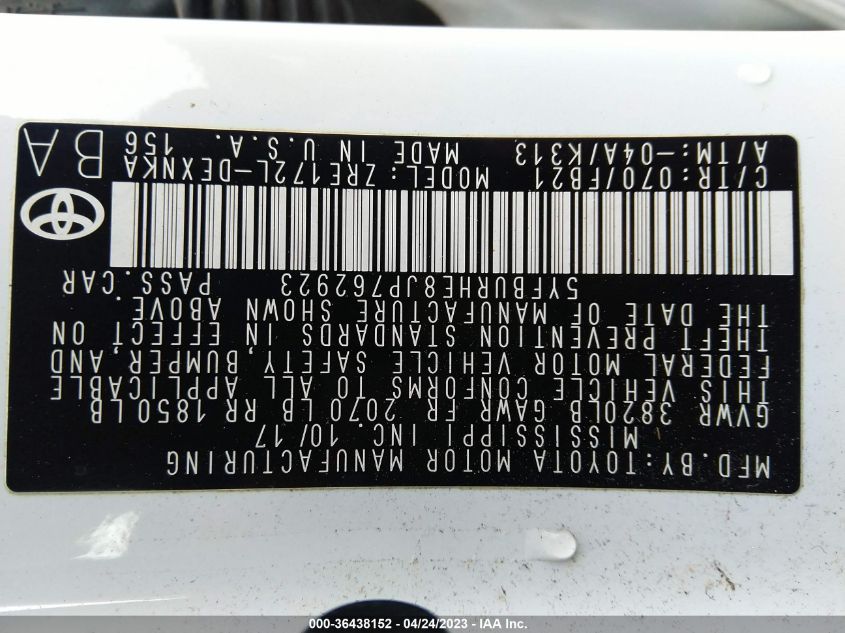 MFD. BY: TOYOTA MOTOR MANUFACTURING
MISSISSIPPI INC. 10/17
GVWR 3820LB GAWR FR 2070LB RR 1850LB
THIS VEHICLE CONFORMS TO ALL APPLICABLE
FEDERAL MOTOR VEHICLE SAFETY, BUMPER, AND
THEFT PREVENTION STANDARDS IN EFFECT ON
THE DATE OF MANUFACTURE SHOWN ABOVE.
5YFBURHE8JP762923 PASS. CAR
C/TR: 070/FB21 MODEL: ZRE172L-DEXNKA
A/TM: -04A/K313 MADE IN U.S.A. 156
BA
000-36438152 - 04/24/2023 - IAA Inc.